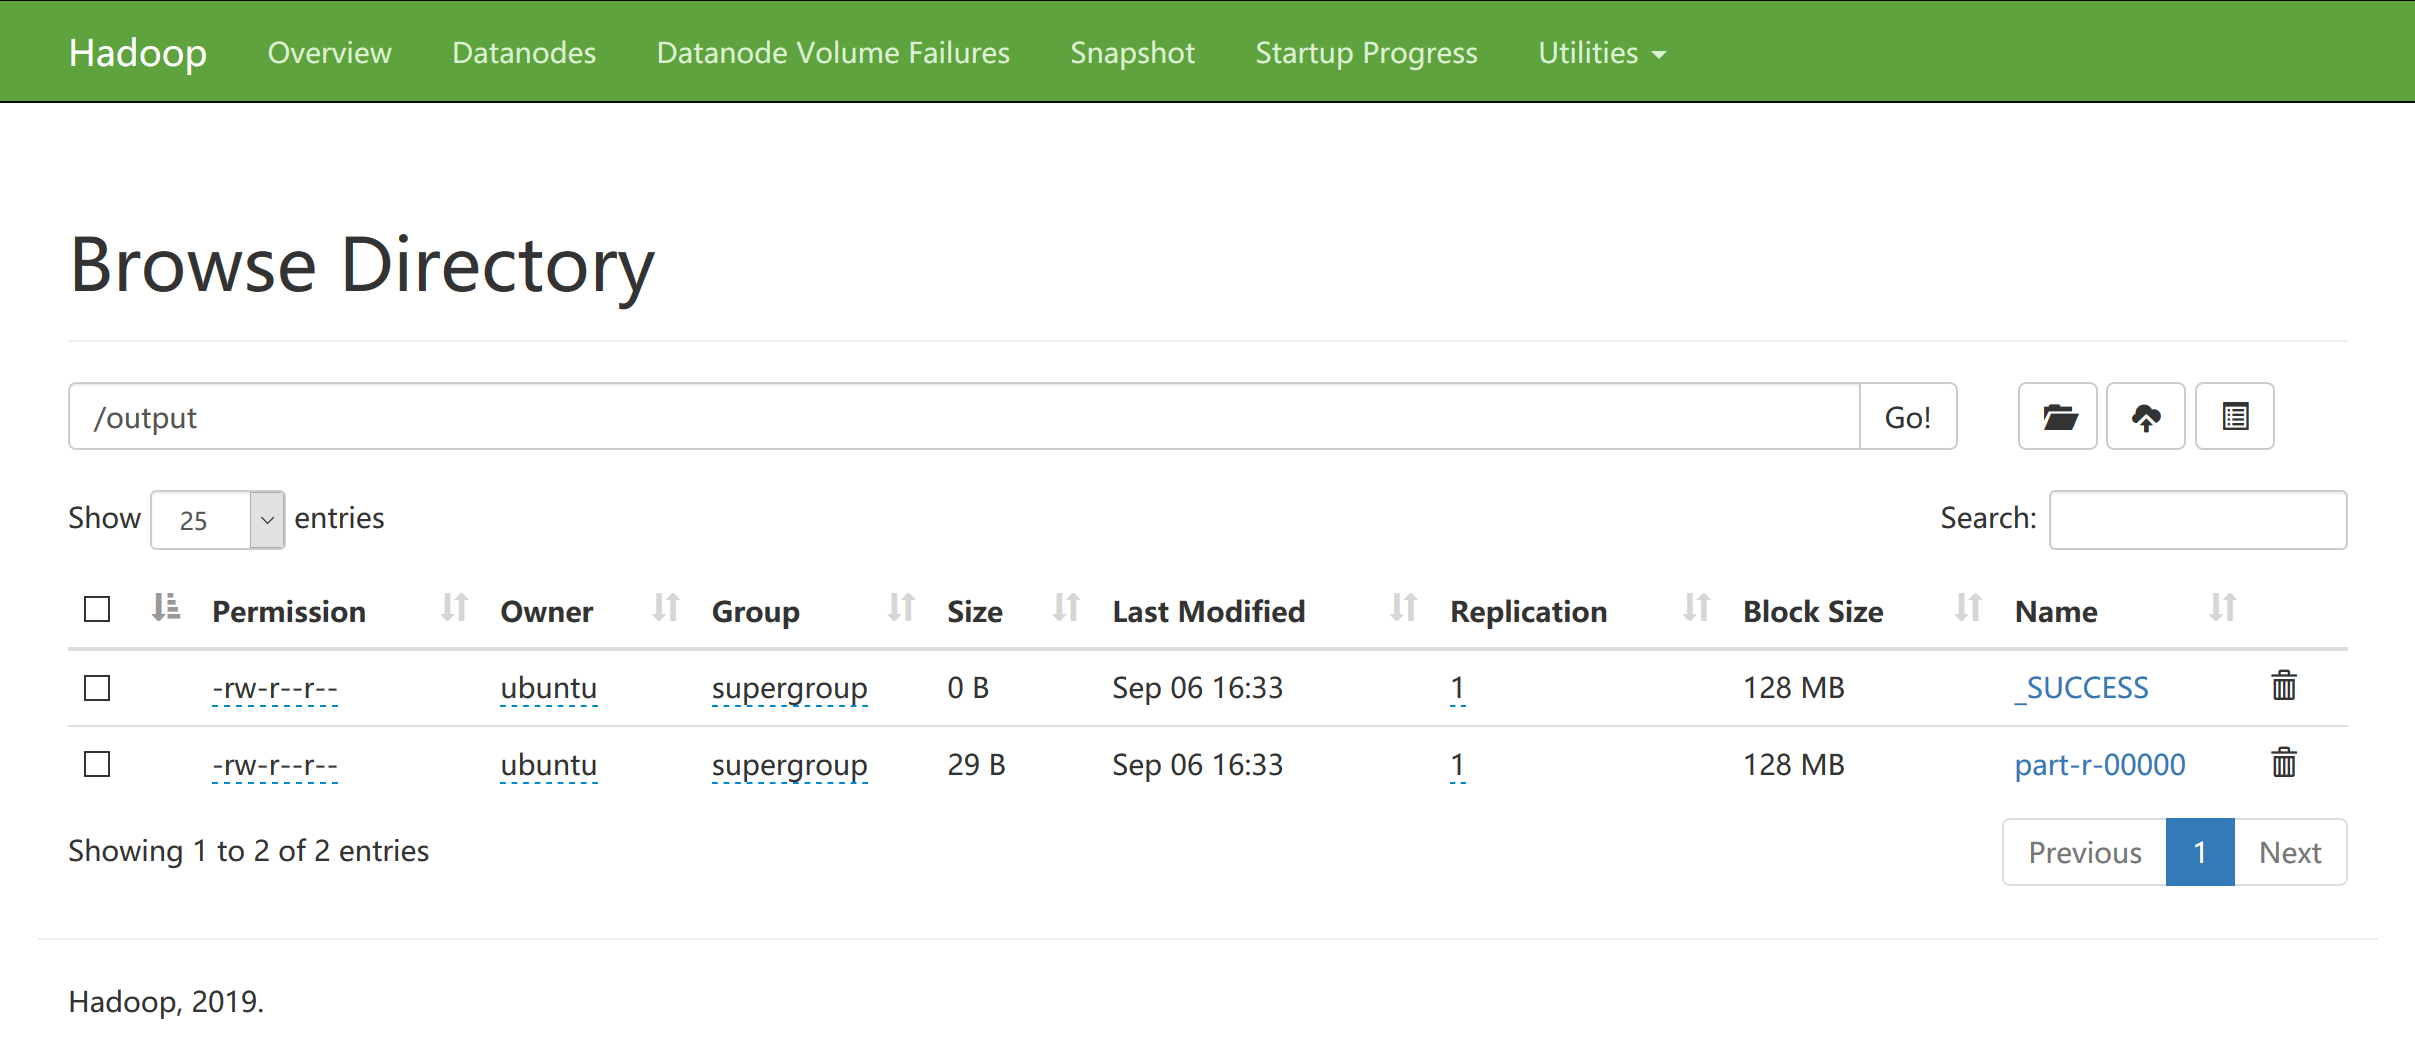 Hadoop Overview Datanodes Datanode Volume Failures Snapshot Startup Progress Utilities
Browse Directory
/output Go!
Show 25 entries Search:
Permission Owner Group Size Last Modified Replication Block Size Name
-rw-r--r-- ubuntu supergroup 0 B Sep 06 16:33 1 128 MB _SUCCESS
-rw-r--r-- ubuntu supergroup 29 B Sep 06 16:33 1 128 MB part-r-00000
Showing 1 to 2 of 2 entries Previous 1 Next
Hadoop, 2019.